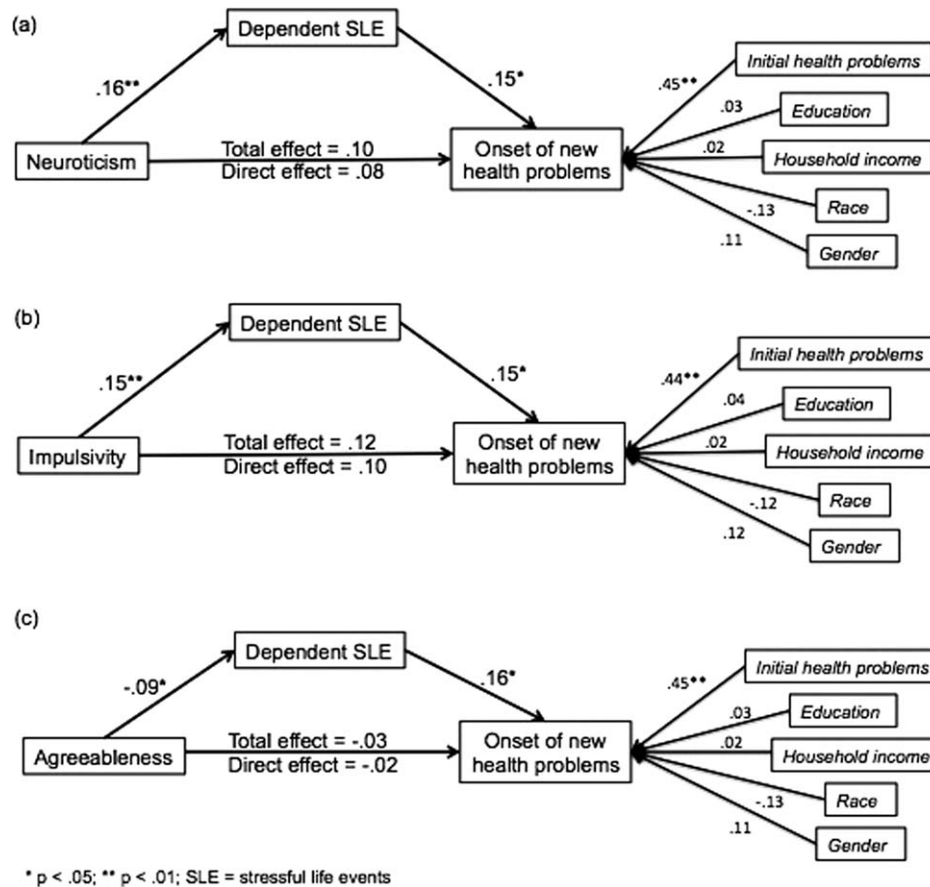 (a)
Dependent SLE
.16**
.15*
Neuroticism
Total effect = .10
Direct effect = .08
Onset of new
health problems
.45**
Initial health problems
.03
Education
.02
Household income
-.13
Race
.11
Gender
(b)
Dependent SLE
.15**
.15*
Impulsivity
Total effect = .12
Direct effect = .10
Onset of new
health problems
.44**
Initial health problems
.04
Education
.02
Household income
-.12
Race
.12
Gender
(c)
Dependent SLE
-.09*
.16*
Agreeableness
Total effect = -.03
Direct effect = -.02
Onset of new
health problems
.45**
Initial health problems
.03
Education
.02
Household income
-.13
Race
.11
Gender
* p < .05; ** p < .01; SLE = stressful life events